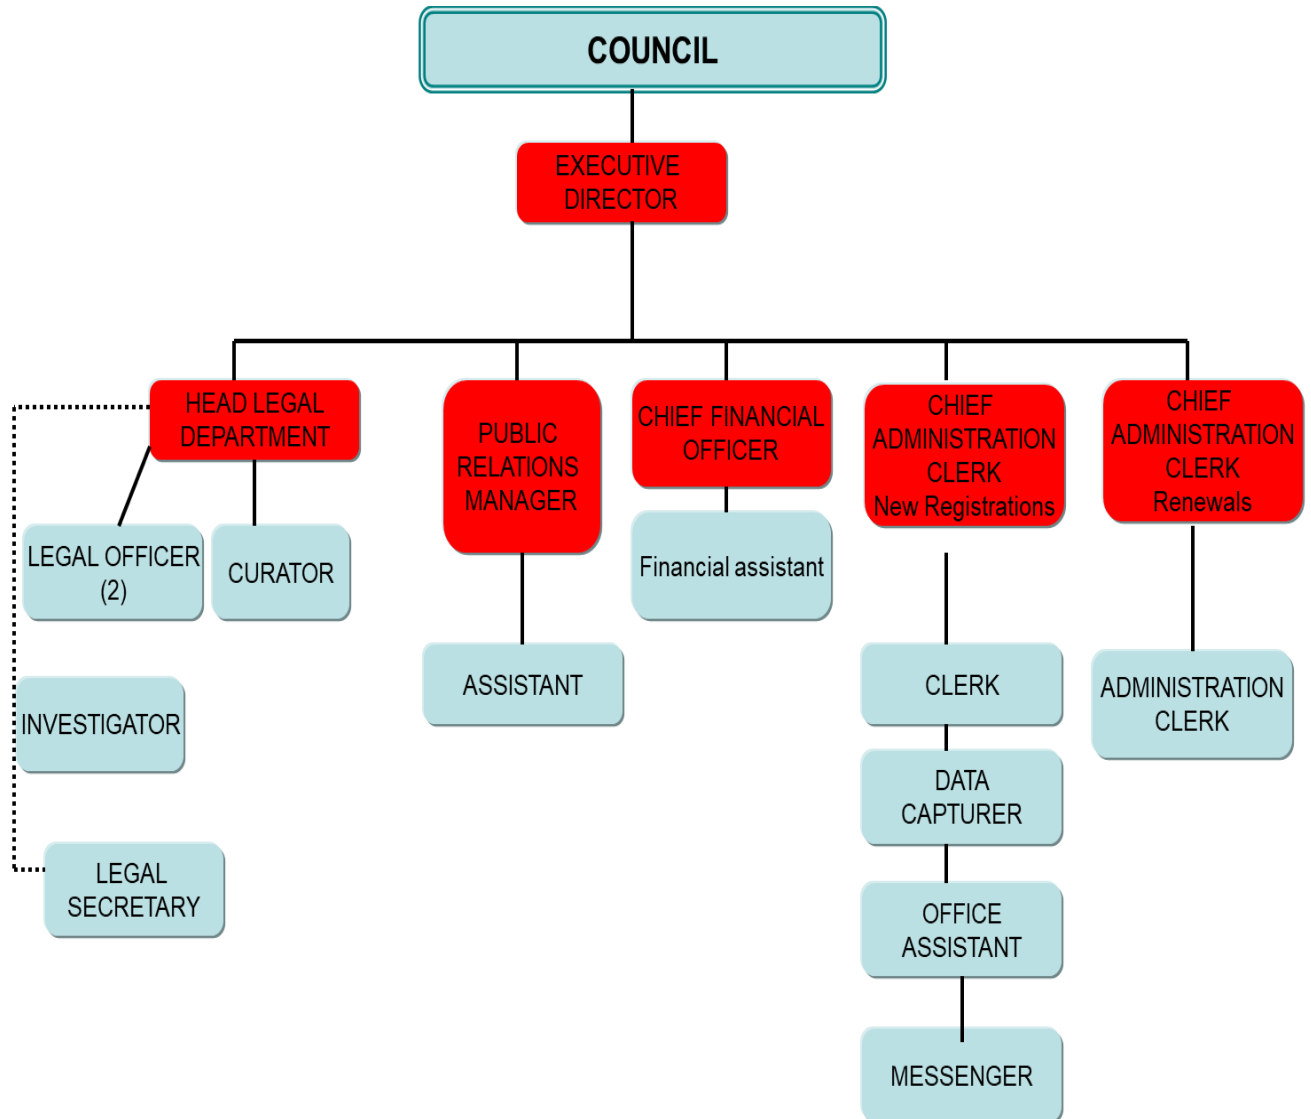 COUNCIL
EXECUTIVE
DIRECTOR
HEAD LEGAL
DEPARTMENT
PUBLIC
RELATIONS
MANAGER
CHIEF FINANCIAL
OFFICER
CHIEF
ADMINISTRATION
CLERK
New Registrations
CHIEF
ADMINISTRATION
CLERK
Renewals
LEGAL OFFICER
(2)
CURATOR
Financial assistant
INVESTIGATOR
ASSISTANT
CLERK
ADMINISTRATION
CLERK
DATA
CAPTURER
LEGAL
SECRETARY
OFFICE
ASSISTANT
MESSENGER